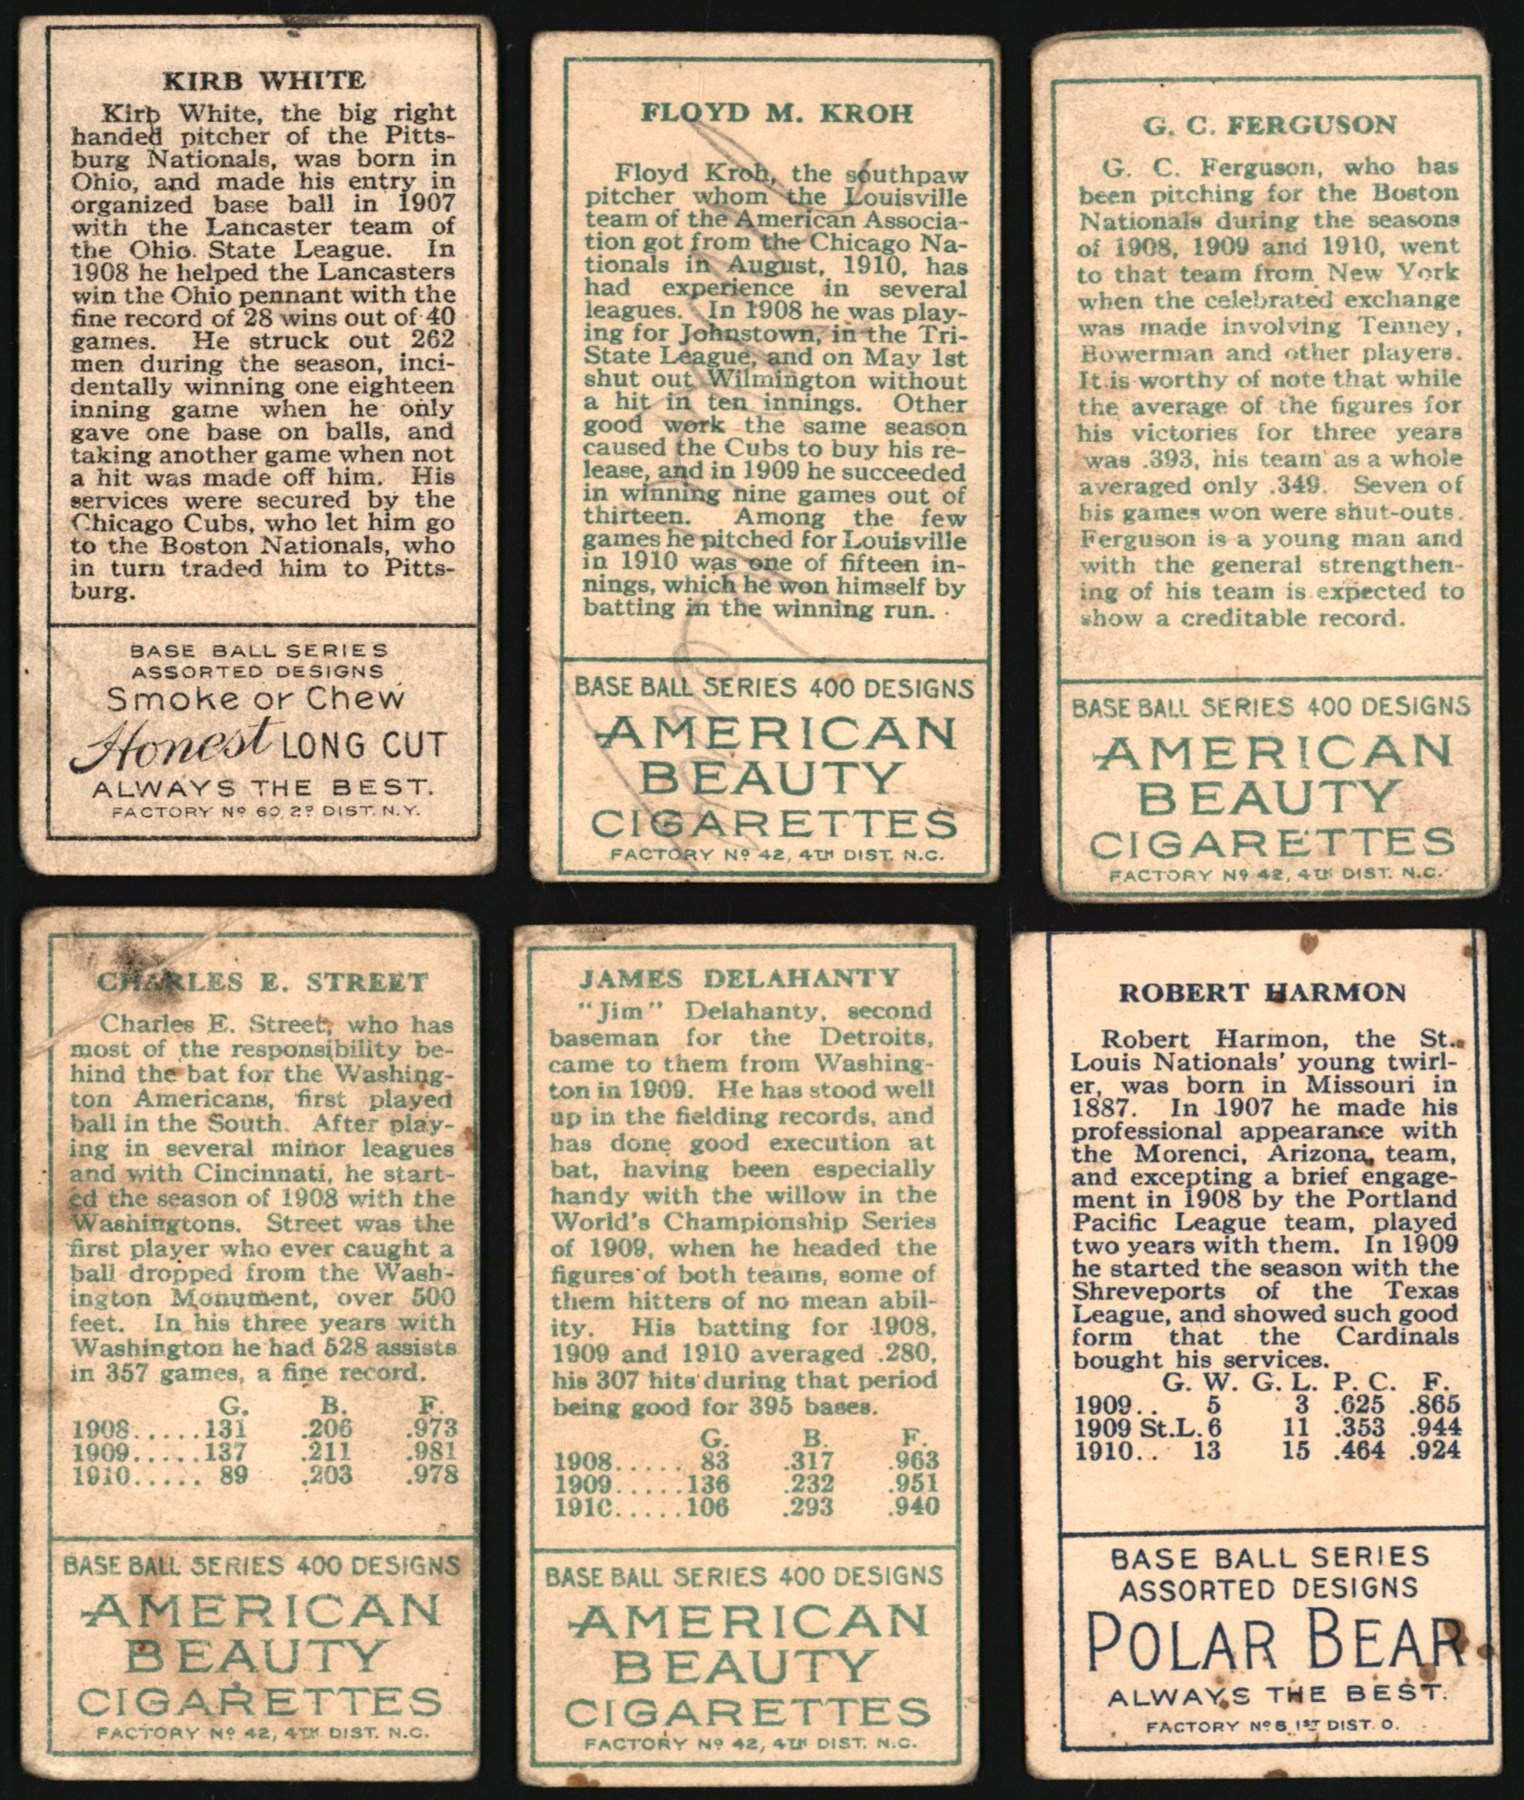 KIRB WHITE
Kirb White, the big right
handed pitcher of the Pitts-
burg Nationals, was born in
Ohio, and made his entry in
organized base ball in 1907
with the Lancaster team of
the Ohio State League. In
1908 he helped the Lancasters
win the Ohio pennant with the
fine record of 28 wins out of 40
games. He struck out 262
men during the season, inci-
dentally winning one eighteen
inning game when he only
gave one base on balls, and
taking another game when not
a hit was made off him. His
services were secured by the
Chicago Cubs, who let him go
to the Boston Nationals, who
in turn traded him to Pitts-
burg.
BASE BALL SERIES
ASSORTED DESIGNS
Smoke or Chew
Honest LONG CUT
ALWAYS THE BEST.
FACTORY Nº 60, 2º DIST. N.Y.
FLOYD M. KROH
Floyd Kroh, the southpaw
pitcher whom the Louisville
team of the American Associa-
tion got from the Chicago Na-
tionals in August, 1910, has
had experience in several
leagues. In 1908 he was play-
ing for Johnstown, in the Tri-
State League, and on May 1st
shut out Wilmington without
a hit in ten innings. Other
good work the same season
caused the Cubs to buy his re-
lease, and in 1909 he succeeded
in winning nine games out of
thirteen. Among the few
games he pitched for Louisville
in 1910 was one of fifteen in-
nings, which he won himself by
batting in the winning run.
BASE BALL SERIES 400 DESIGNS
AMERICAN
BEAUTY
CIGARETTES
FACTORY Nº 42, 4TH DIST. N.C.
G. C. FERGUSON
G. C. Ferguson, who has
been pitching for the Boston
Nationals during the seasons
of 1908, 1909 and 1910, went
to that team from New York
when the celebrated exchange
was made involving Tenney,
Bowerman and other players.
It is worthy of note that while
the average of the figures for
his victories for three years
was .393, his team as a whole
averaged only .349. Seven of
his games won were shut-outs.
Ferguson is a young man and
with the general strengthen-
ing of his team is expected to
show a creditable record.
BASE BALL SERIES 400 DESIGNS
AMERICAN
BEAUTY
CIGARETTES
FACTORY Nº 42, 4TH DIST. N.C.
CHARLES E. STREET
Charles E. Street, who has
most of the responsibility be-
hind the bat for the Washing-
ton Americans, first played
ball in the South. After play-
ing in several minor leagues
and with Cincinnati, he start-
ed the season of 1908 with the
Washingtons. Street was the
first player who ever caught a
ball dropped from the Wash-
ington Monument, over 500
feet. In his three years with
Washington he had 528 assists
in 357 games, a fine record.
G. B. F.
1908.....131 .206 .973
1909.....137 .211 .981
1910..... 89 .203 .978
BASE BALL SERIES 400 DESIGNS
AMERICAN
BEAUTY
CIGARETTES
FACTORY Nº 42, 4TH DIST. N.C.
JAMES DELAHANTY
"Jim" Delahanty, second
baseman for the Detroits,
came to them from Washing-
ton in 1909. He has stood well
up in the fielding records, and
has done good execution at
bat, having been especially
handy with the willow in the
World's Championship Series
of 1909, when he headed the
figures of both teams, some of
them hitters of no mean abil-
ity. His batting for 1908,
1909 and 1910 averaged .280,
his 307 hits during that period
being good for 395 bases.
G. B. F.
1908..... 83 .317 .963
1909.....136 .232 .951
1910.....106 .293 .940
BASE BALL SERIES 400 DESIGNS
AMERICAN
BEAUTY
CIGARETTES
FACTORY Nº 42, 4TH DIST. N.C.
ROBERT HARMON
Robert Harmon, the St.
Louis Nationals' young twirl-
er, was born in Missouri in
1887. In 1907 he made his
professional appearance with
the Morenci, Arizona, team,
and excepting a brief engage-
ment in 1908 by the Portland
Pacific League team, played
two years with them. In 1909
he started the season with the
Shreveports of the Texas
League, and showed such good
form that the Cardinals
bought his services.
G. W. G. L. P. C. F.
1909.. 5 3 .625 .865
1909 St.L. 6 11 .353 .944
1910.. 13 15 .464 .924
BASE BALL SERIES
ASSORTED DESIGNS
POLAR BEAR
ALWAYS THE BEST.
FACTORY Nº 6 1ST DIST. O.